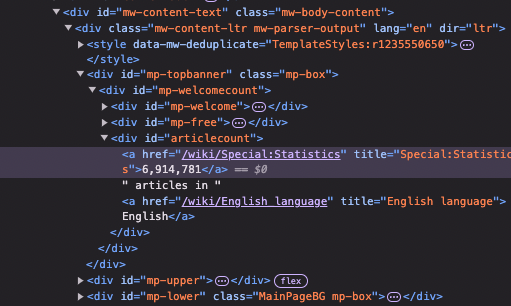 ▼<div id="mw-content-text" class="mw-body-content">
▼<div class="mw-content-ltr mw-parser-output" lang="en" dir="ltr">
▶<style data-mw-deduplicate="TemplateStyles:r1235550650">…
</style>
▼<div id="mp-topbanner" class="mp-box">
▼<div id="mp-welcomecount">
▶<div id="mp-welcome">…</div>
▶<div id="mp-free">…</div>
▼<div id="articlecount">
<a href="/wiki/Special:Statistics" title="Special:Statistic
s">6,914,781</a> == $0
" articles in "
<a href="/wiki/English_language" title="English language">
English</a>
</div>
</div>
</div>
▶<div id="mp-upper">…</div> flex
▶<div id="mp-lower" class="MainPageBG mp-box">…</div>